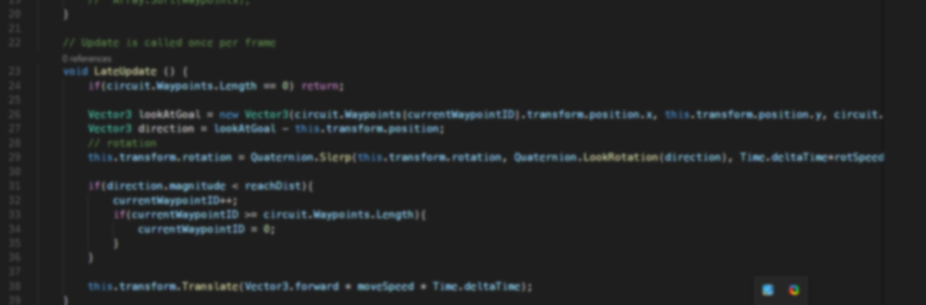 19 // Array.Sort(Waypoints);
20 }
21
22 // Update is called once per frame
0 references
23 void LateUpdate () {
24 if(circuit.Waypoints.Length == 0) return;
25
26 Vector3 lookAtGoal = new Vector3(circuit.Waypoints[currentWaypointID].transform.position.x, this.transform.position.y, circuit.
27 Vector3 direction = lookAtGoal - this.transform.position;
28 // rotation
29 this.transform.rotation = Quaternion.Slerp(this.transform.rotation, Quaternion.LookRotation(direction), Time.deltaTime*rotSpeed
30
31 if(direction.magnitude < reachDist){
32 currentWaypointID++;
33 if(currentWaypointID >= circuit.Waypoints.Length){
34 currentWaypointID = 0;
35 }
36 }
37
38 this.transform.Translate(Vector3.forward * moveSpeed * Time.deltaTime);
39 }